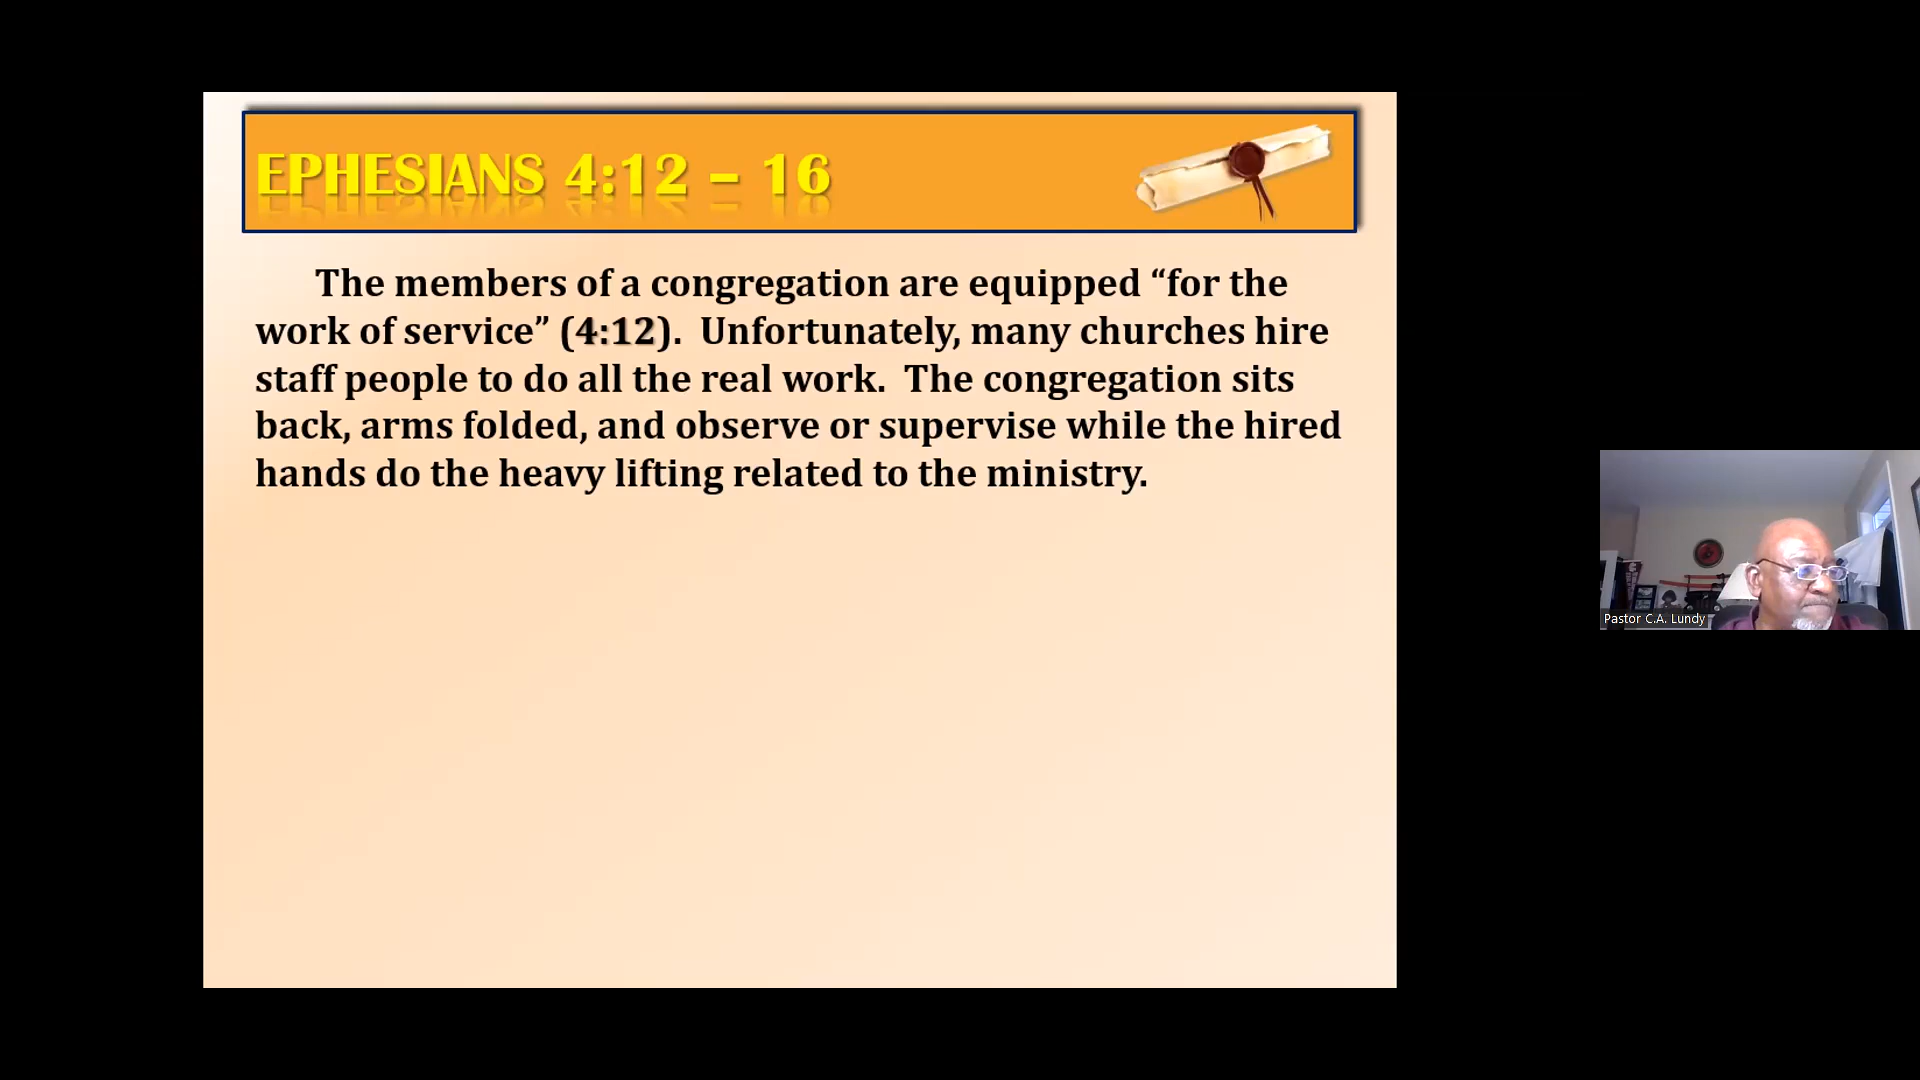 EPHESIANS 4:12 – 16
The members of a congregation are equipped “for the
work of service” (4:12).  Unfortunately, many churches hire
staff people to do all the real work.  The congregation sits
back, arms folded, and observe or supervise while the hired
hands do the heavy lifting related to the ministry.
Pastor C.A. Lundy